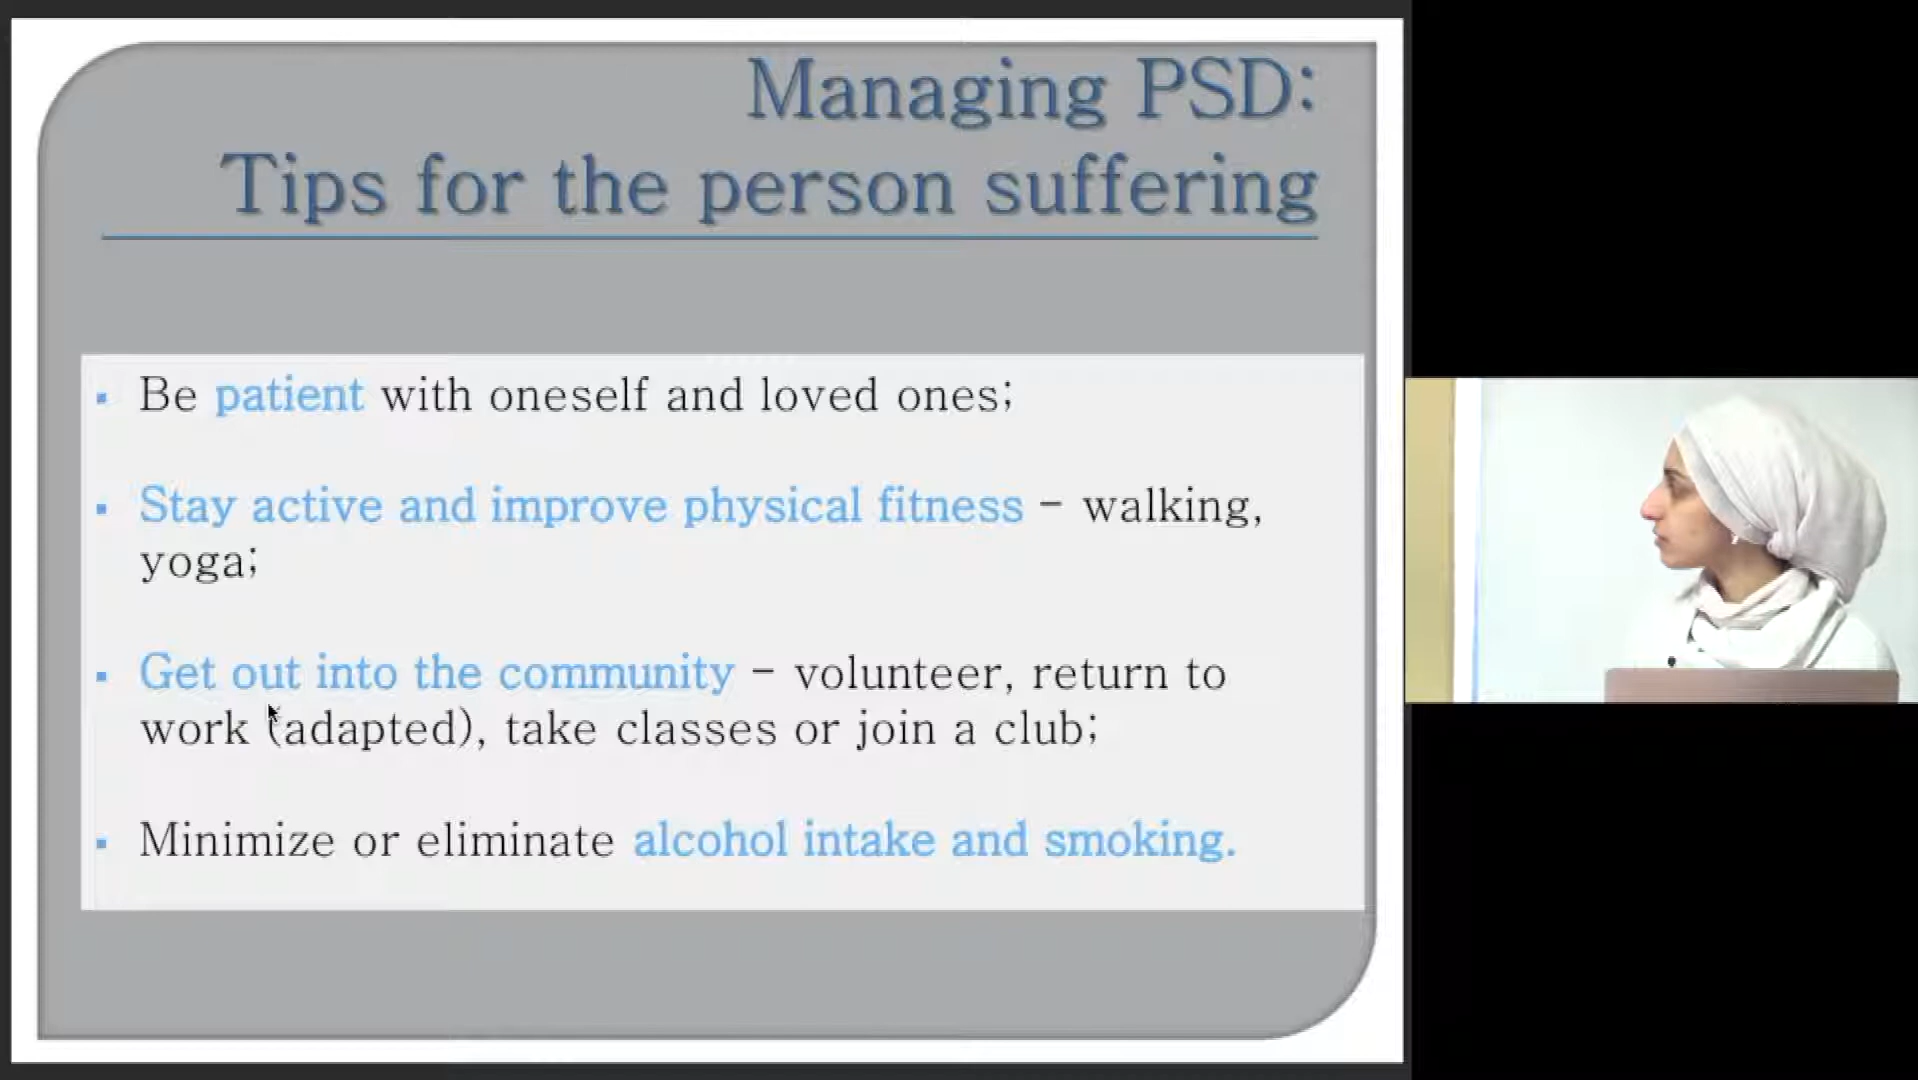 Managing PSD:
Tips for the person suffering
▪ Be patient with oneself and loved ones;
▪ Stay active and improve physical fitness – walking,
yoga;
▪ Get out into the community – volunteer, return to
work (adapted), take classes or join a club;
▪ Minimize or eliminate alcohol intake and smoking.